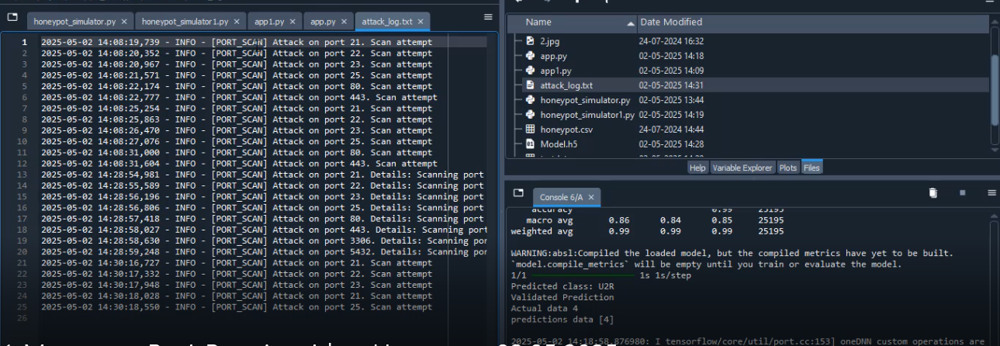 honeypot_simulator.py
honeypot_simulator1.py
app1.py
app.py
attack_log.txt
1 2025-05-02 14:08:19,739 - INFO - [PORT_SCAN] Attack on port 21. Scan attempt
2 2025-05-02 14:08:20,352 - INFO - [PORT_SCAN] Attack on port 22. Scan attempt
3 2025-05-02 14:08:20,967 - INFO - [PORT_SCAN] Attack on port 23. Scan attempt
4 2025-05-02 14:08:21,571 - INFO - [PORT_SCAN] Attack on port 25. Scan attempt
5 2025-05-02 14:08:22,174 - INFO - [PORT_SCAN] Attack on port 80. Scan attempt
6 2025-05-02 14:08:22,777 - INFO - [PORT_SCAN] Attack on port 443. Scan attempt
7 2025-05-02 14:08:25,254 - INFO - [PORT_SCAN] Attack on port 21. Scan attempt
8 2025-05-02 14:08:25,863 - INFO - [PORT_SCAN] Attack on port 22. Scan attempt
9 2025-05-02 14:08:26,470 - INFO - [PORT_SCAN] Attack on port 23. Scan attempt
10 2025-05-02 14:08:27,076 - INFO - [PORT_SCAN] Attack on port 25. Scan attempt
11 2025-05-02 14:08:31,000 - INFO - [PORT_SCAN] Attack on port 80. Scan attempt
12 2025-05-02 14:08:31,604 - INFO - [PORT_SCAN] Attack on port 443. Scan attempt
13 2025-05-02 14:28:54,981 - INFO - [PORT_SCAN] Attack on port 21. Details: Scanning port
14 2025-05-02 14:28:55,589 - INFO - [PORT_SCAN] Attack on port 22. Details: Scanning port
15 2025-05-02 14:28:56,196 - INFO - [PORT_SCAN] Attack on port 23. Details: Scanning port
16 2025-05-02 14:28:56,806 - INFO - [PORT_SCAN] Attack on port 25. Details: Scanning port
17 2025-05-02 14:28:57,418 - INFO - [PORT_SCAN] Attack on port 80. Details: Scanning port
18 2025-05-02 14:28:58,027 - INFO - [PORT_SCAN] Attack on port 443. Details: Scanning port
19 2025-05-02 14:28:58,630 - INFO - [PORT_SCAN] Attack on port 3306. Details: Scanning por
20 2025-05-02 14:28:59,248 - INFO - [PORT_SCAN] Attack on port 5432. Details: Scanning por
21 2025-05-02 14:30:16,727 - INFO - [PORT_SCAN] Attack on port 21. Scan attempt
22 2025-05-02 14:30:17,332 - INFO - [PORT_SCAN] Attack on port 22. Scan attempt
23 2025-05-02 14:30:17,948 - INFO - [PORT_SCAN] Attack on port 23. Scan attempt
24 2025-05-02 14:30:18,028 - INFO - [PORT_SCAN] Attack on port 21. Scan attempt
25 2025-05-02 14:30:18,550 - INFO - [PORT_SCAN] Attack on port 25. Scan attempt
26
Name Date Modified
2.jpg 24-07-2024 16:32
app.py 02-05-2025 14:18
app1.py 02-05-2025 14:09
attack_log.txt 02-05-2025 14:31
honeypot_simulator.py 02-05-2025 13:44
honeypot_simulator1.py 02-05-2025 14:19
honeypot.csv 24-07-2024 14:44
Model.h5 02-05-2025 14:28
Help Variable Explorer Plots Files
Console 6/A
accuracy 0.99 25195
macro avg 0.86 0.84 0.85 25195
weighted avg 0.99 0.99 0.99 25195
WARNING:absl:Compiled the loaded model, but the compiled metrics have yet to be built.
`model.compile_metrics` will be empty until you train or evaluate the model.
1/1 1s 1s/step
Predicted class: U2R
Validated Prediction
Actual data 4
predictions data [4]
2025-05-02 14:18:58.876980: I tensorflow/core/util/port.cc:153] oneDNN custom operations are